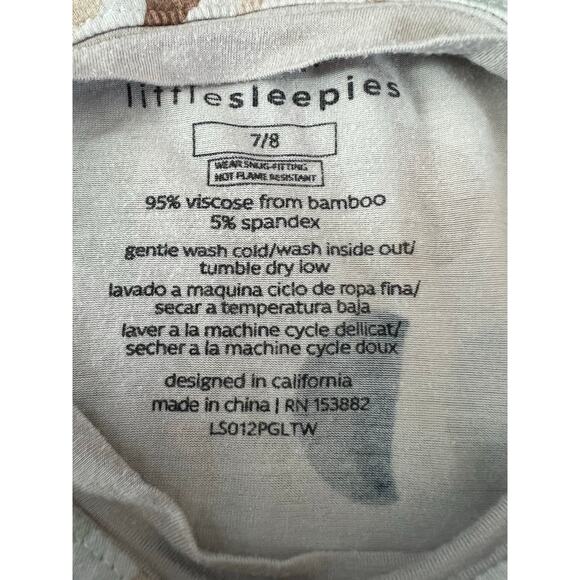 littlesleepies
7/8
WEAR SNUG-FITTING
NOT FLAME RESISTANT
95% viscose from bamboo
5% spandex
gentle wash cold/wash inside out/
tumble dry low
lavado a maquina ciclo de ropa fina/
secar a temperatura baja
laver a la machine cycle dellicat/
secher a la machine cycle doux
designed in california
made in china | RN 153882
LS012PGLTW